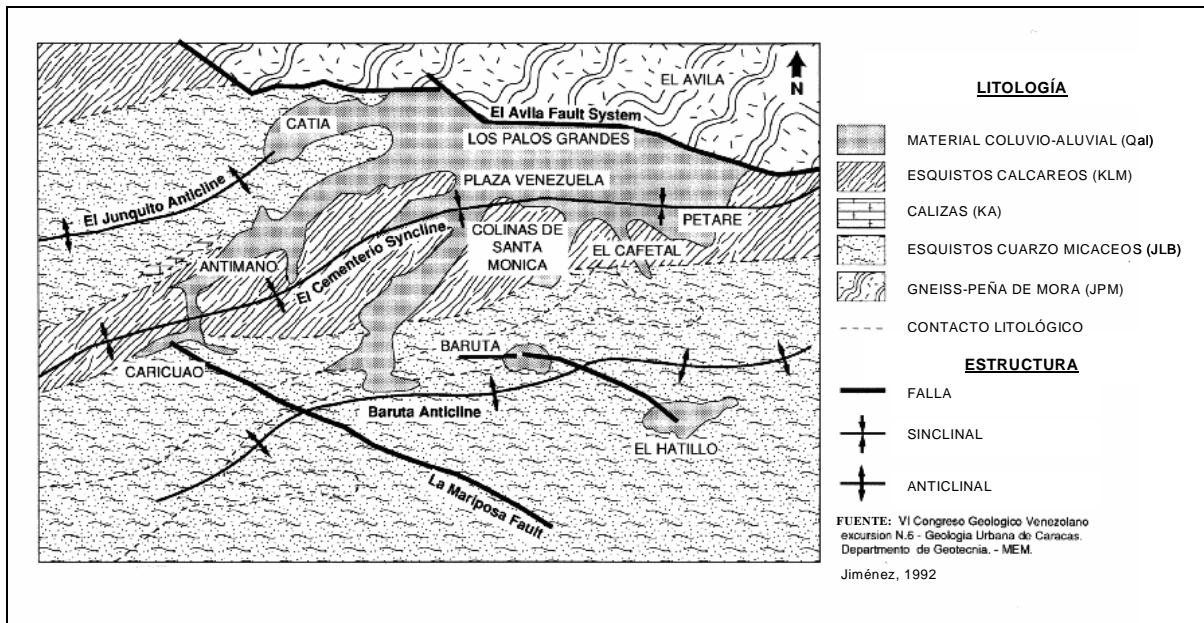 EL AVILA
N
El Avila Fault System
CATIA
LOS PALOS GRANDES
PLAZA VENEZUELA
El Junquito Anticline
PETARE
COLINAS DE
SANTA
MONICA
EL CAFETAL
ANTIMANO
El Cementerio Syncline
BARUTA
CARICUAO
Baruta Anticline
EL HATILLO
La Mariposa Fault
LITOLOGÍA
MATERIAL COLUVIO-ALUVIAL (Qal)
ESQUISTOS CALCAREOS (KLM)
CALIZAS (KA)
ESQUISTOS CUARZO MICACEOS (JLB)
GNEISS-PEÑA DE MORA (JPM)
CONTACTO LITOLÓGICO
ESTRUCTURA
FALLA
SINCLINAL
ANTICLINAL
FUENTE: VI Congreso Geologico Venezolano
excursion N.6 - Geologia Urbana de Caracas.
Departmento de Geotecnia. - MEM.
Jiménez, 1992